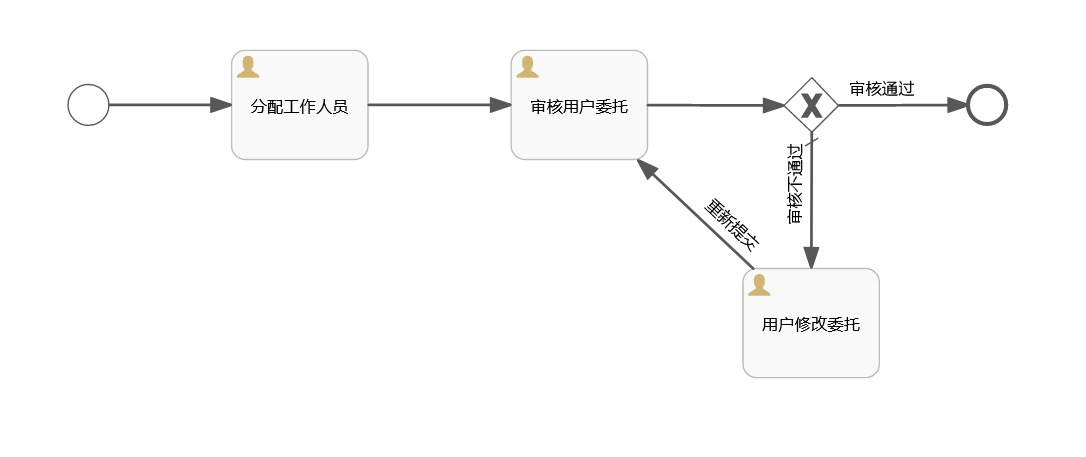 分配工作人员
审核用户委托
审核通过
审核不通过
重新提交
用户修改委托